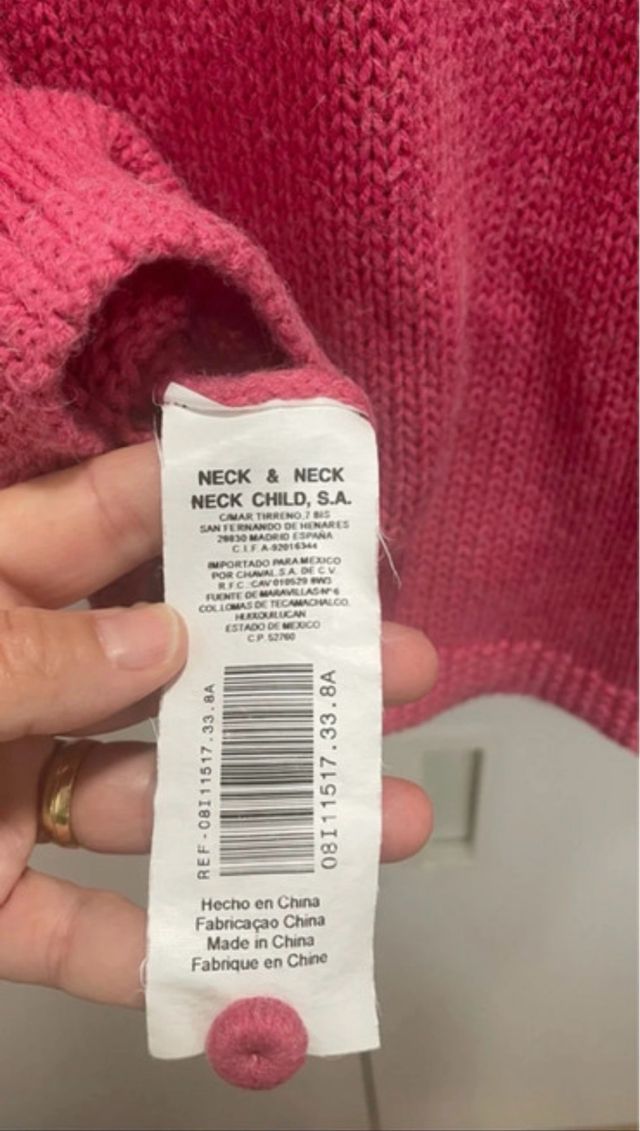 NECK & NECK
NECK CHILD, S.A.
C/MAR TIRRENO,7 BIS
SAN FERNANDO DE HENARES
28830 MADRID ESPAÑA
C.I.F. A-92016344
IMPORTADO PARA MEXICO
POR CHAVAL.S.A. DE C.V.
R.F.C.:CAV 010529 8W3
FUENTE DE MARAVILLAS Nº 6
COL.LOMAS DE TECAMACHALCO,
HUIXQUILUCAN
ESTADO DE MEXICO
C.P. 52760
REF-08I11517.33.8A
08I11517.33.8A
Hecho en China
Fabricaçao China
Made in China
Fabrique en Chine